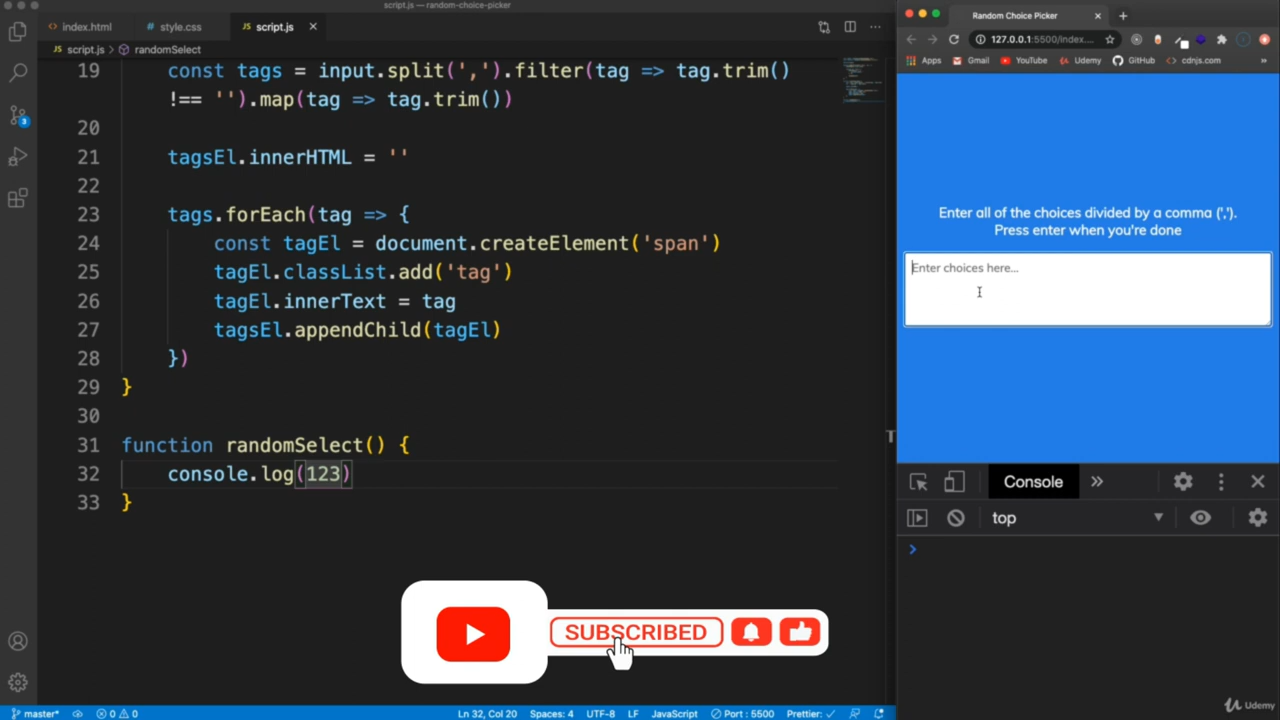 script.js — random-choice-picker
index.html
style.css
script.js
script.js > randomSelect
19 const tags = input.split(',').filter(tag => tag.trim()
!== '').map(tag => tag.trim())
20
21 tagsEl.innerHTML = ''
22
23 tags.forEach(tag => {
24 const tagEl = document.createElement('span')
25 tagEl.classList.add('tag')
26 tagEl.innerText = tag
27 tagsEl.appendChild(tagEl)
28 })
29 }
30
31 function randomSelect() {
32 console.log(123)
33 }
3
master*
0 0
Ln 32, Col 20
Spaces: 4
UTF-8
LF
JavaScript
Port : 5500
Prettier: ✓
SUBSCRIBED
T
Random Choice Picker
127.0.0.1:5500/index....
Apps
Gmail
YouTube
Udemy
GitHub
cdnjs.com
»
Enter all of the choices divided by a comma (',').
Press enter when you're done
Enter choices here...
Console
»
top
Udemy